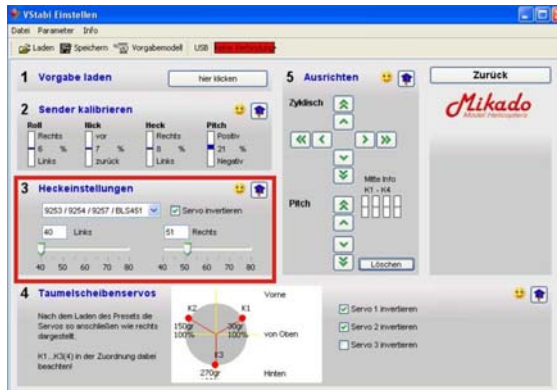 VStabi Einstellen
Datei Parameter Info
Laden Speichern Vorgabemodell USB Keine Verbindung
1 Vorgabe laden
hier klicken
2 Sender kalibrieren
Roll Nick Heck Pitch
Rechts vor Rechts Positiv
6 % 7 % 8 % 21 %
Links zurück Links Negativ
3 Heckeinstellungen
9253 / 9254 / 9257 / BLS451 Servo invertieren
40 Links 51 Rechts
40 50 60 70 80 40 50 60 70 80
5 Ausrichten
Zyklisch
Mitte Info
K1 - K4
Pitch
Löschen
Zurück
Mikado
Model Helicopters
4 Taumelscheibenservos
Nach dem Laden des Presets die
Servos so anschließen wie rechts
dargestellt.
K1...K3(4) in der Zuordnung dabei
beachten!
Vorne
K2 K1
150gr 30gr
100% 100%
von Oben
K3
270gr
Hinten
Servo 1 invertieren
Servo 2 invertieren
Servo 3 invertieren